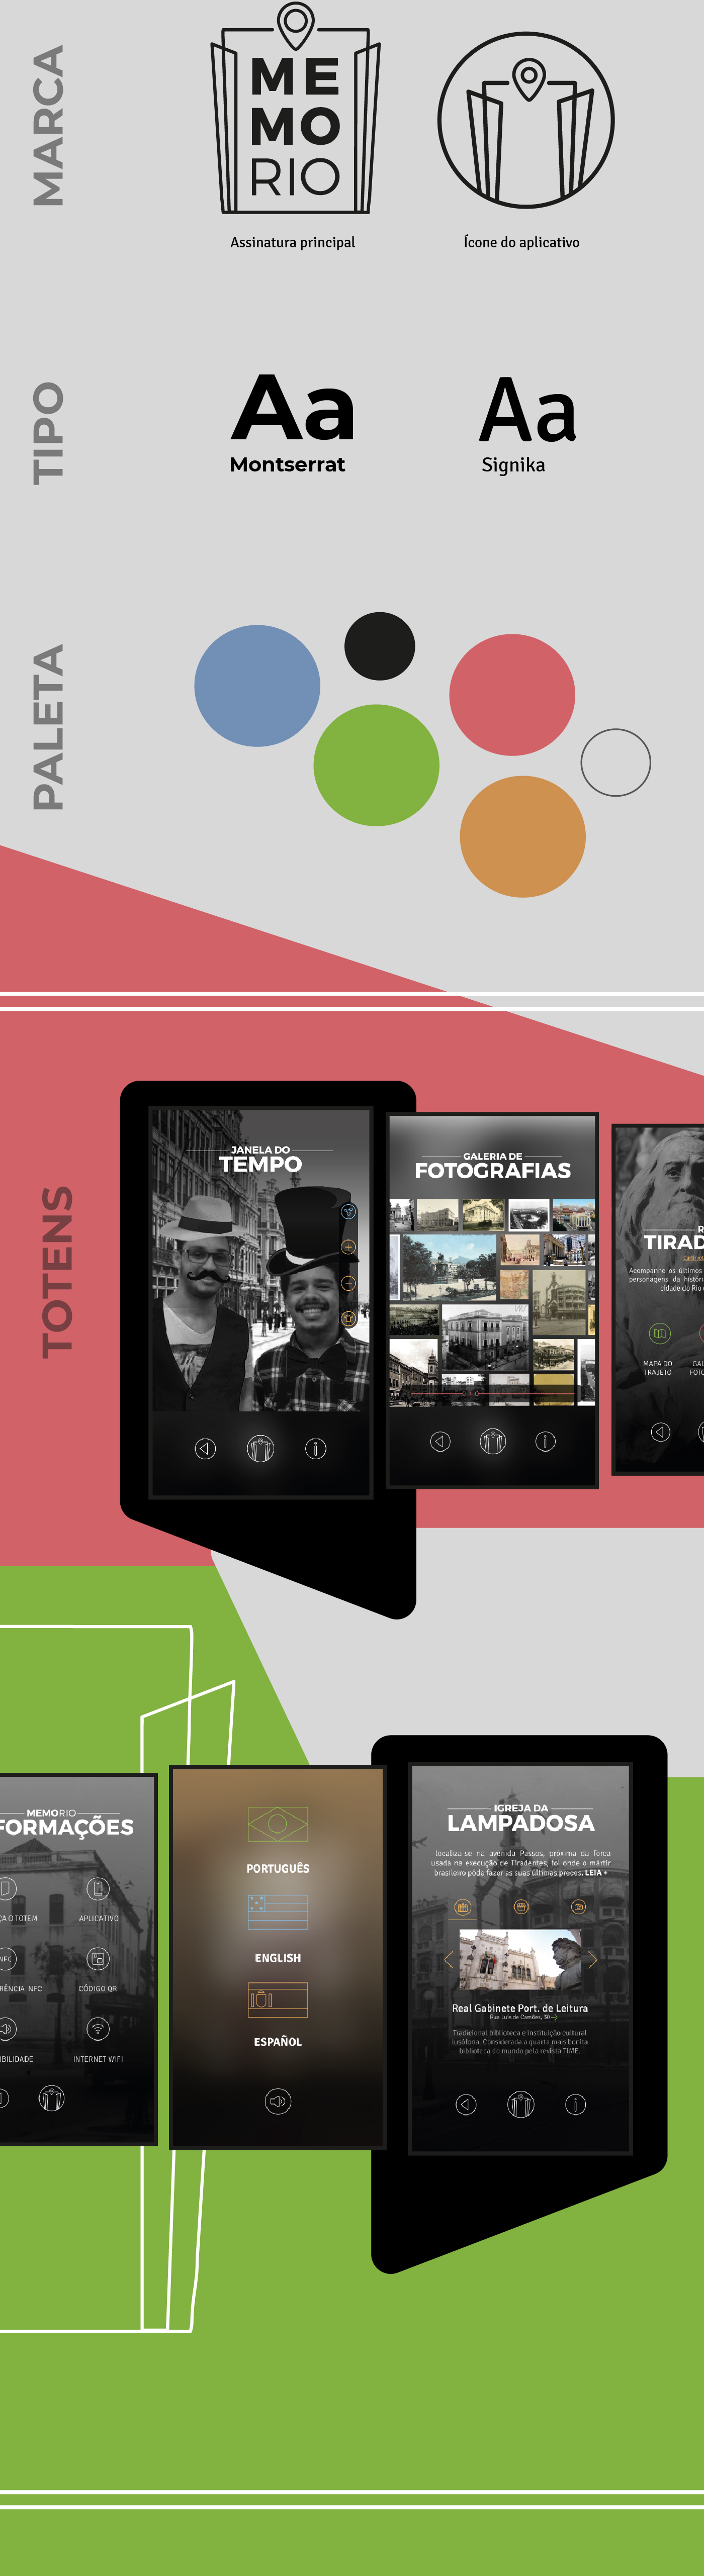 MARCA
ME
MO
RIO
Assinatura principal
Ícone do aplicativo
TIPO
Aa
Montserrat
Aa
Signika
PALETA
TOTENS
JANELA DO
TEMPO
GALERIA DE
FOTOGRAFIAS
R
TIRAD
Acompanhe os últimos
personagens da histór
cidade do Rio
MAPA DO
TRAJETO
GAL
FOTO
MEMORIO
FORMAÇÕES
ÇA O TOTEM
APLICATIVO
NFC
RÊNCIA NFC
CÓDIGO QR
IBILIDADE
INTERNET WIFI
PORTUGUÊS
ENGLISH
ESPAÑOL
IGREJA DA
LAMPADOSA
localiza-se na avenida Passos, próxima da forca
usada na execução de Tiradentes, foi onde o mártir
brasileiro pôde fazer as suas últimas preces. LEIA +
Real Gabinete Port. de Leitura
Rua Luís de Camões, 30
Tradicional biblioteca e instituição cultural
lusófona. Considerada a quarta mais bonita
biblioteca do mundo pela revista TIME.